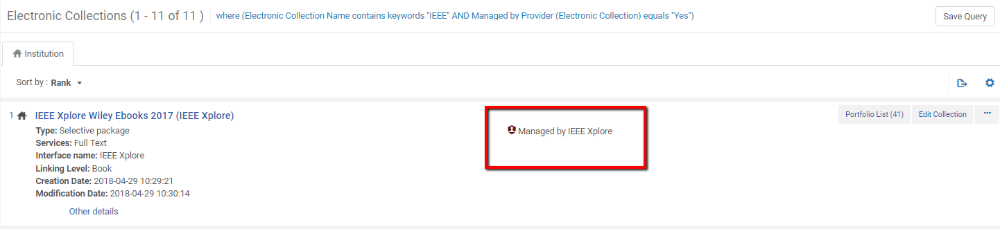 Electronic Collections (1 - 11 of 11 ) where (Electronic Collection Name contains keywords "IEEE" AND Managed by Provider (Electronic Collection) equals "Yes") Save Query
Institution
Sort by : Rank
1 IEEE Xplore Wiley Ebooks 2017 (IEEE Xplore) Portfolio List (41) Edit Collection ...
Type: Selective package Managed by IEEE Xplore
Services: Full Text
Interface name: IEEE Xplore
Linking Level: Book
Creation Date: 2018-04-29 10:29:21
Modification Date: 2018-04-29 10:30:14
Other details